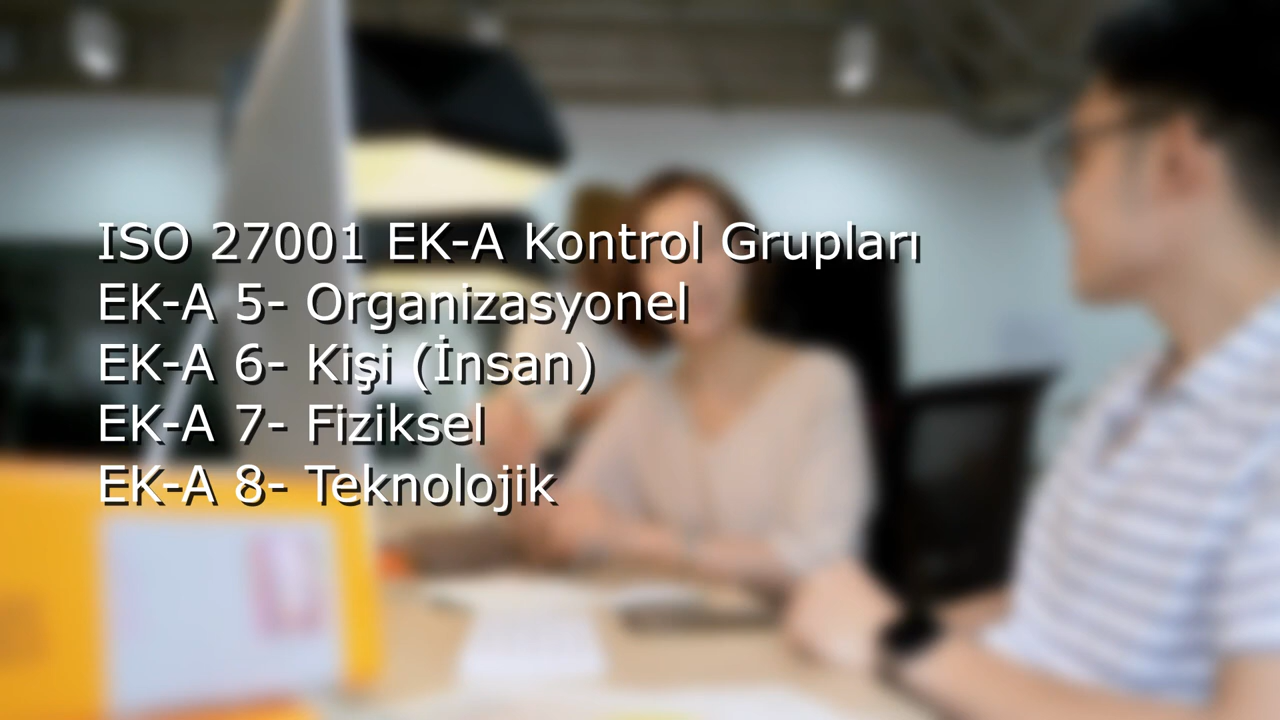 ISO 27001 EK-A Kontrol Grupları
EK-A 5- Organizasyonel
EK-A 6- Kişi (İnsan)
EK-A 7- Fiziksel
EK-A 8- Teknolojik